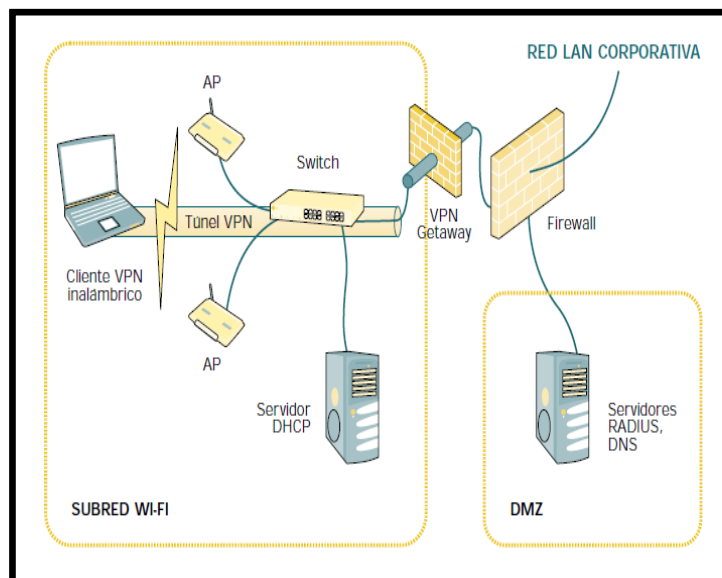 RED LAN CORPORATIVA
AP
Switch
Túnel VPN
VPN
Getaway
Firewall
Cliente VPN
inalámbrico
AP
Servidor
DHCP
Servidores
RADIUS,
DNS
SUBRED WI-FI
DMZ